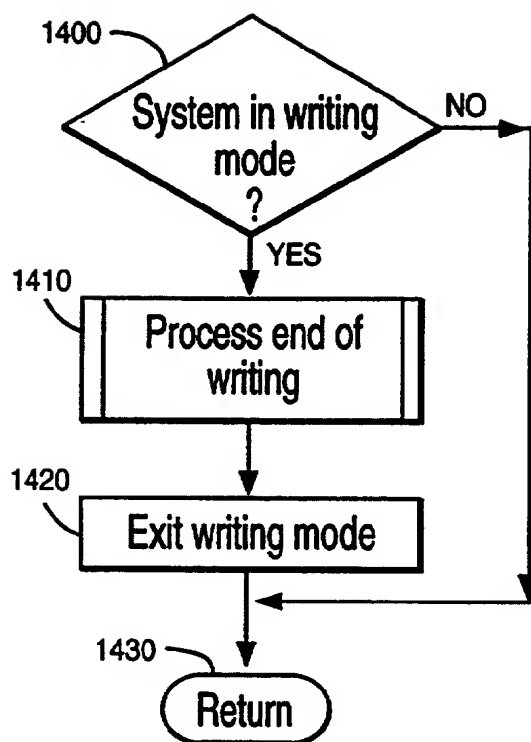 1400
System in writing
mode
?
NO
YES
1410
Process end of
writing
1420
Exit writing mode
1430
Return